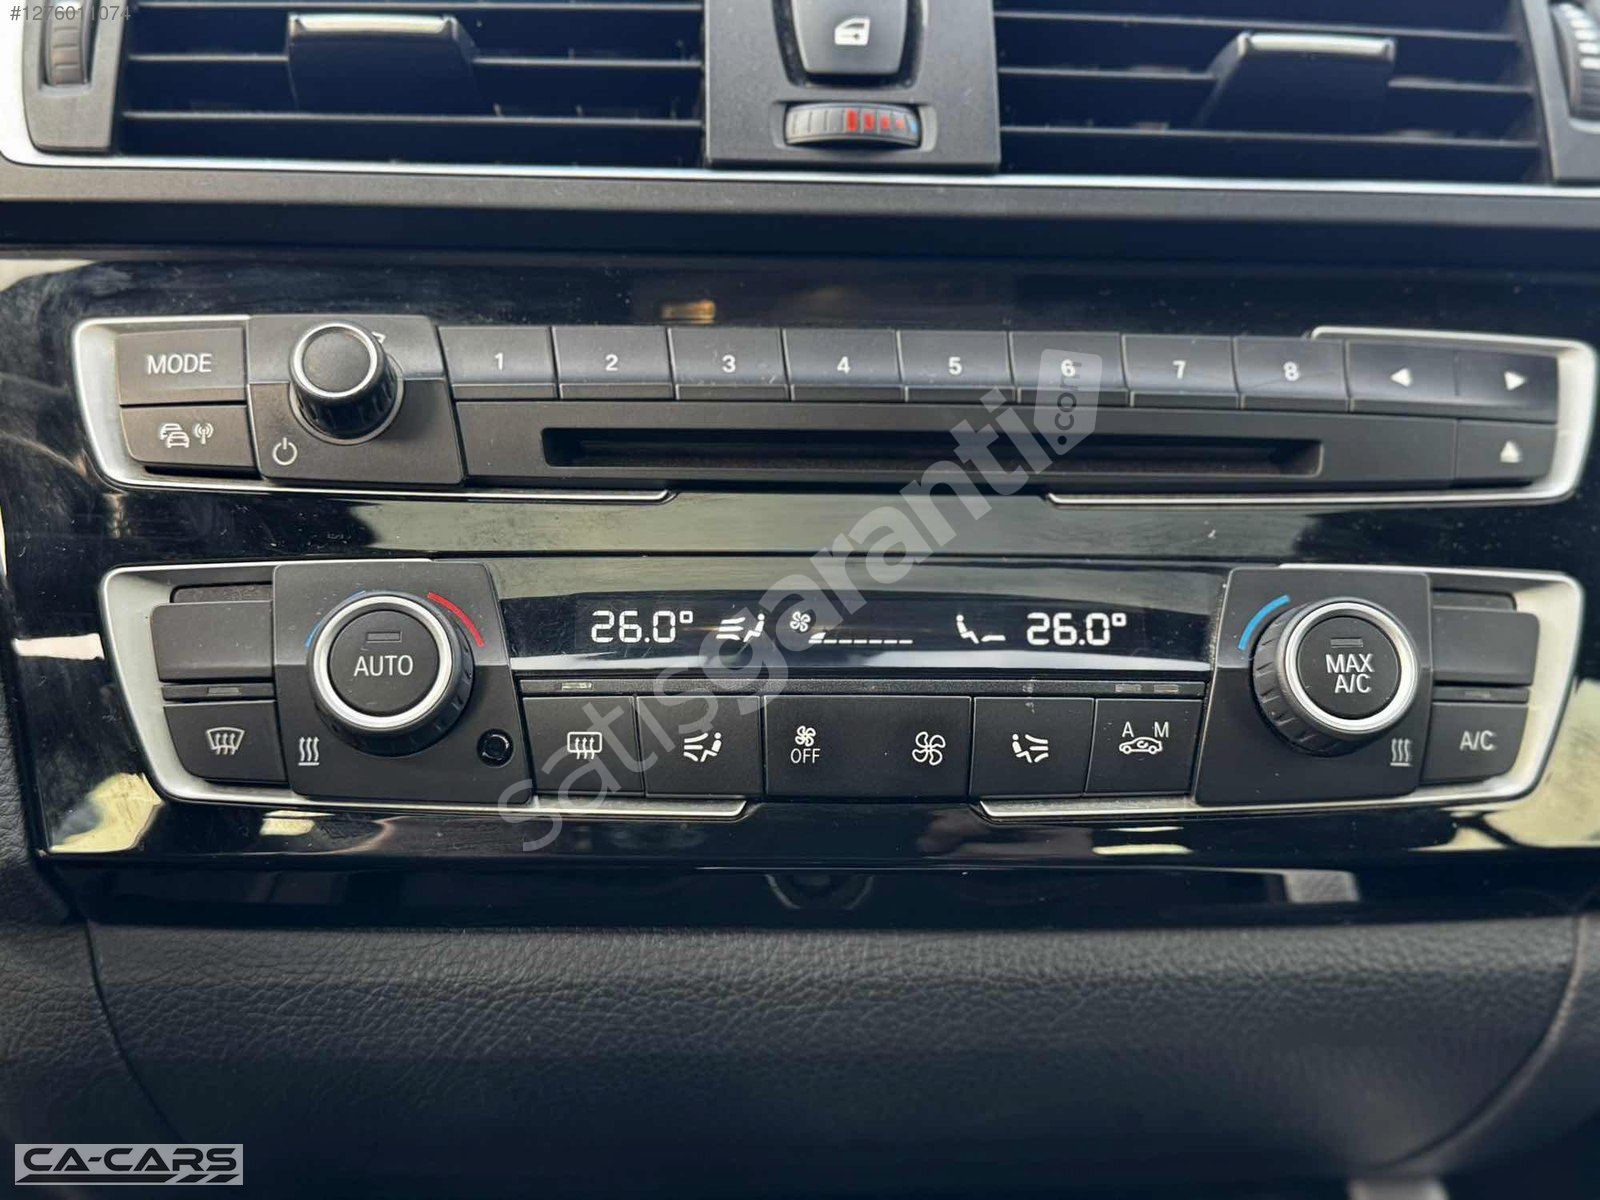 #1276011074
MODE
1 2 3 4 5 6 7 8
26.0° 26.0°
AUTO
MAX
A/C
OFF
A M
A/C
satışgaranti.com
CA-CARS